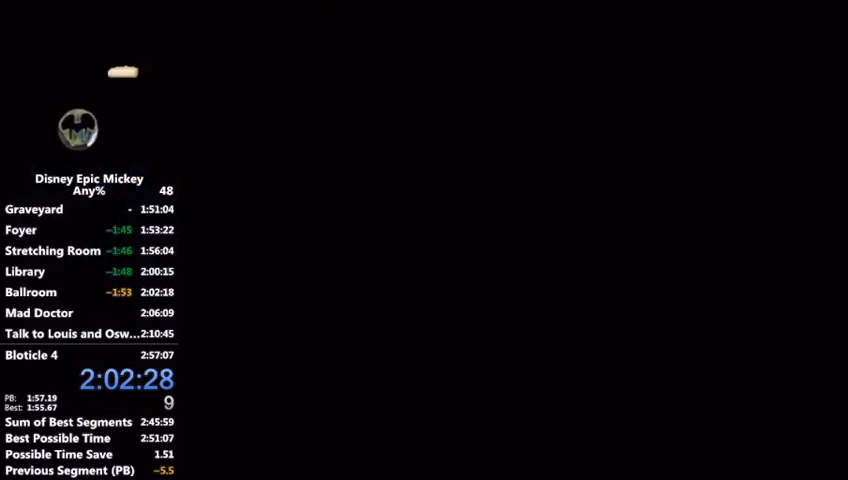 Disney Epic Mickey
Any% 48
Graveyard - 1:51:04
Foyer −1:45 1:53:22
Stretching Room −1:46 1:56:04
Library −1:48 2:00:15
Ballroom −1:53 2:02:18
Mad Doctor 2:06:09
Talk to Louis and Osw... 2:10:45
Bloticle 4 2:57:07
2:02:28
PB: 1:57.19
Best: 1:55.67
9
Sum of Best Segments 2:45:59
Best Possible Time 2:51:07
Possible Time Save 1.51
Previous Segment (PB) −5.5